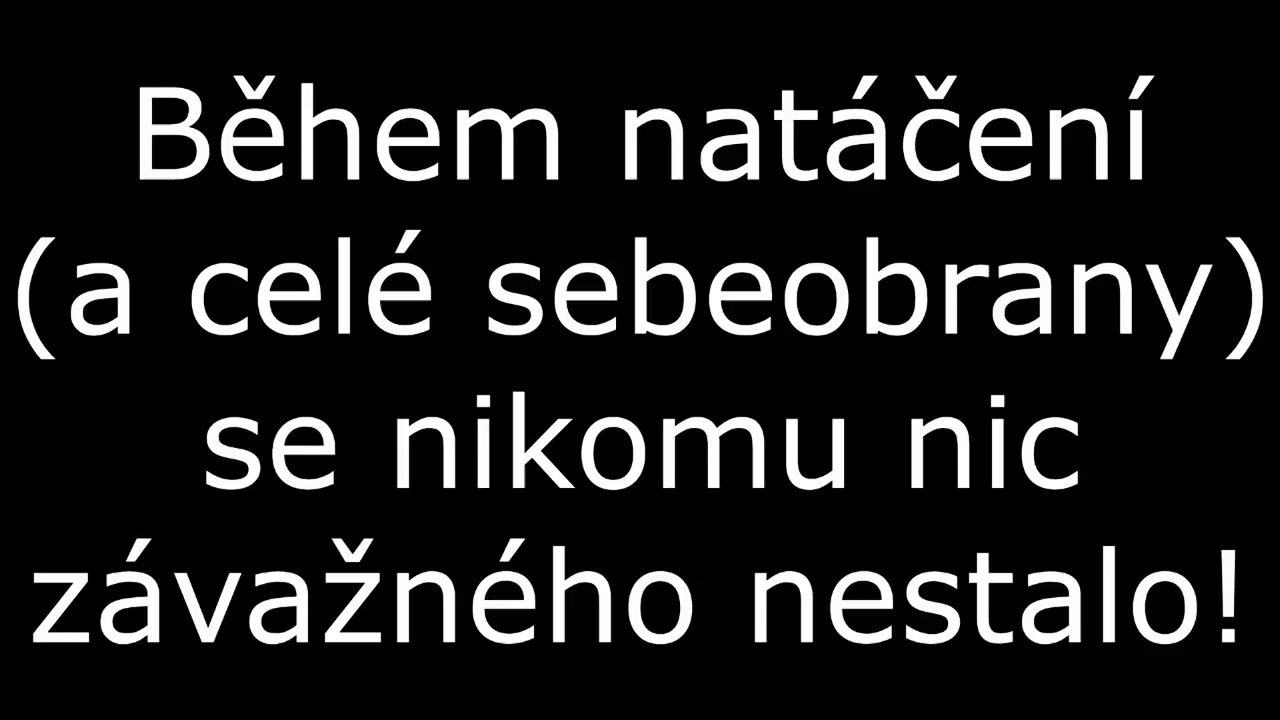 Během natáčení
(a celé sebeobrany)
se nikomu nic
závažného nestalo!